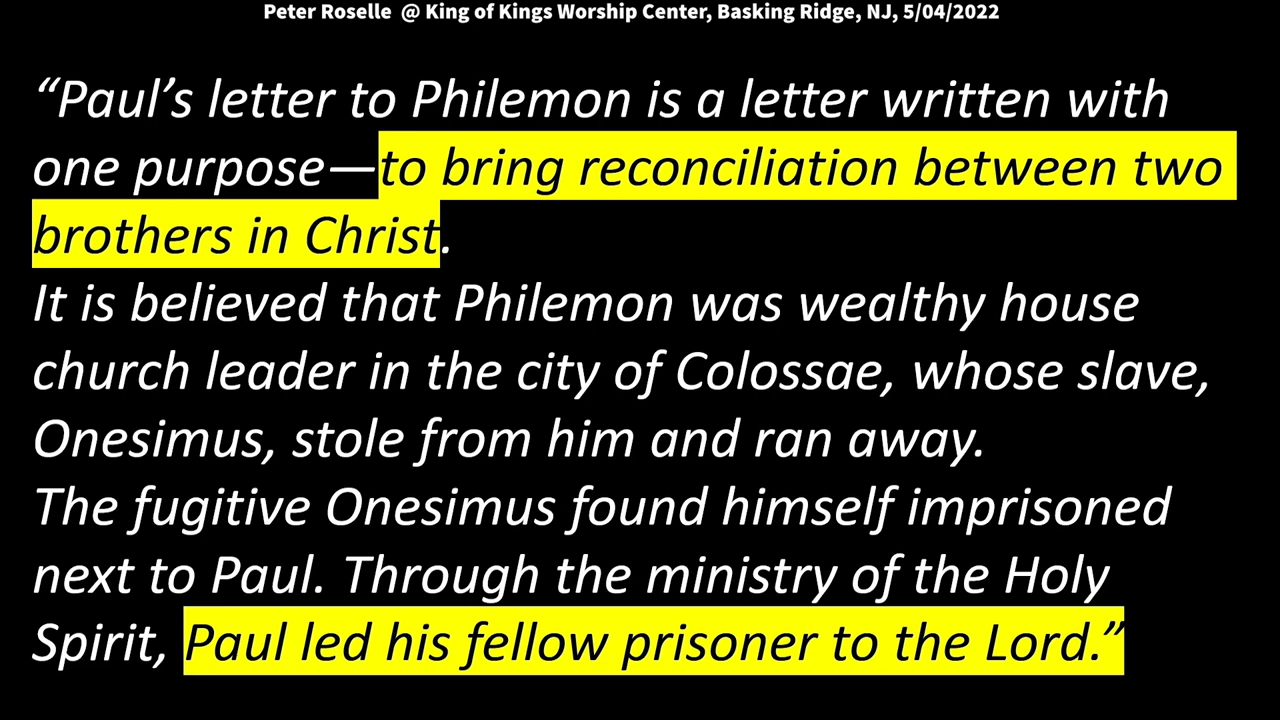 Peter Roselle @ King of Kings Worship Center, Basking Ridge, NJ, 5/04/2022
“Paul’s letter to Philemon is a letter written with
one purpose—to bring reconciliation between two
brothers in Christ.
It is believed that Philemon was wealthy house
church leader in the city of Colossae, whose slave,
Onesimus, stole from him and ran away.
The fugitive Onesimus found himself imprisoned
next to Paul. Through the ministry of the Holy
Spirit, Paul led his fellow prisoner to the Lord.”